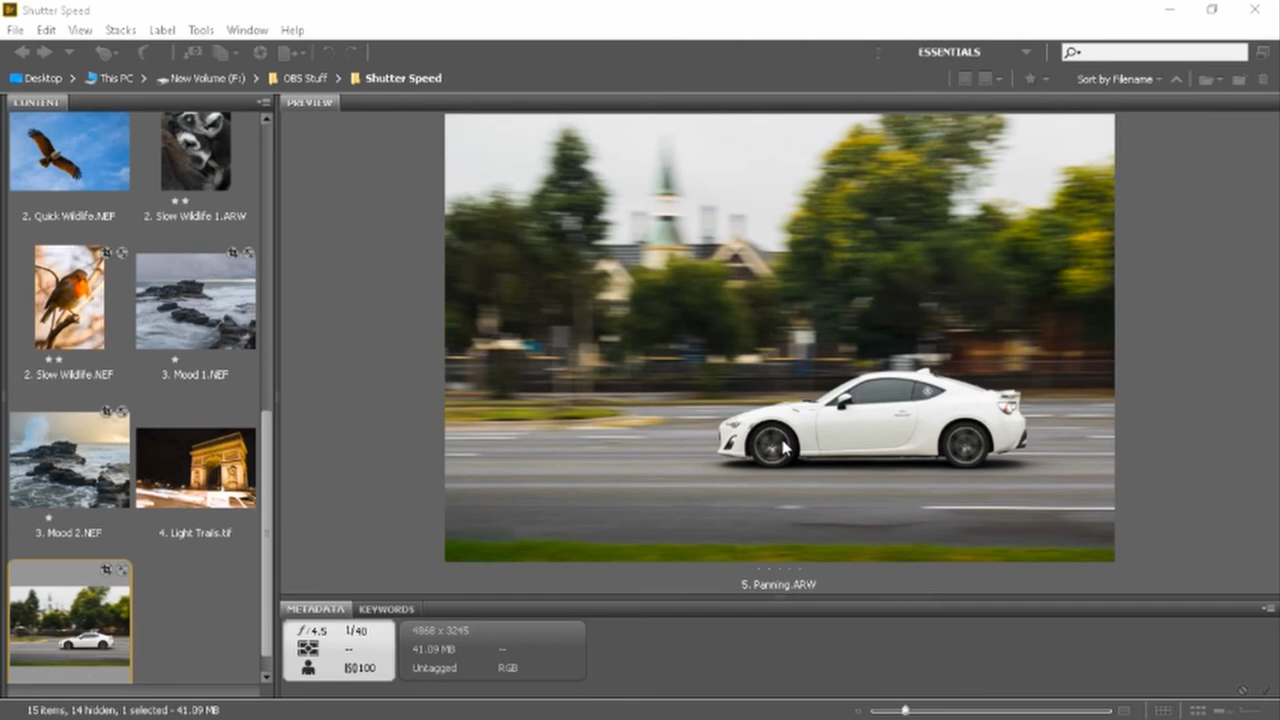 Br Shutter Speed
File Edit View Stacks Label Tools Window Help
ESSENTIALS
Desktop This PC New Volume (F:) OBS Stuff Shutter Speed
Sort by Filename
CONTENT
PREVIEW
2. Quick Wildlife.NEF
2. Slow Wildlife 1.ARW
2. Slow Wildlife.NEF
3. Mood 1.NEF
3. Mood 2.NEF
4. Light Trails.tif
5. Panning.ARW
METADATA KEYWORDS
f/4.5 1/40
--
ISO100
4868 x 3245
41.09 MB --
Untagged RGB
15 items, 14 hidden, 1 selected - 41.09 MB